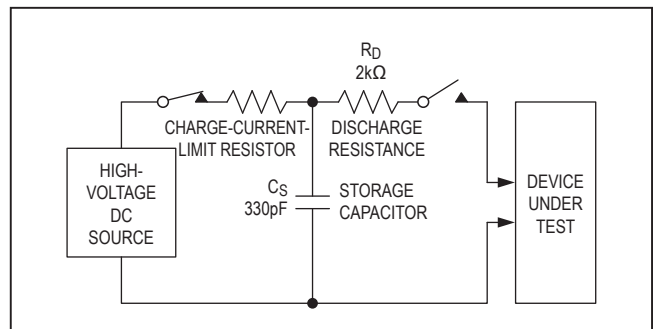 R_D
2kΩ
CHARGE-CURRENT-
LIMIT RESISTOR
DISCHARGE
RESISTANCE
HIGH-
VOLTAGE
DC
SOURCE
C_S
330pF
STORAGE
CAPACITOR
DEVICE
UNDER
TEST